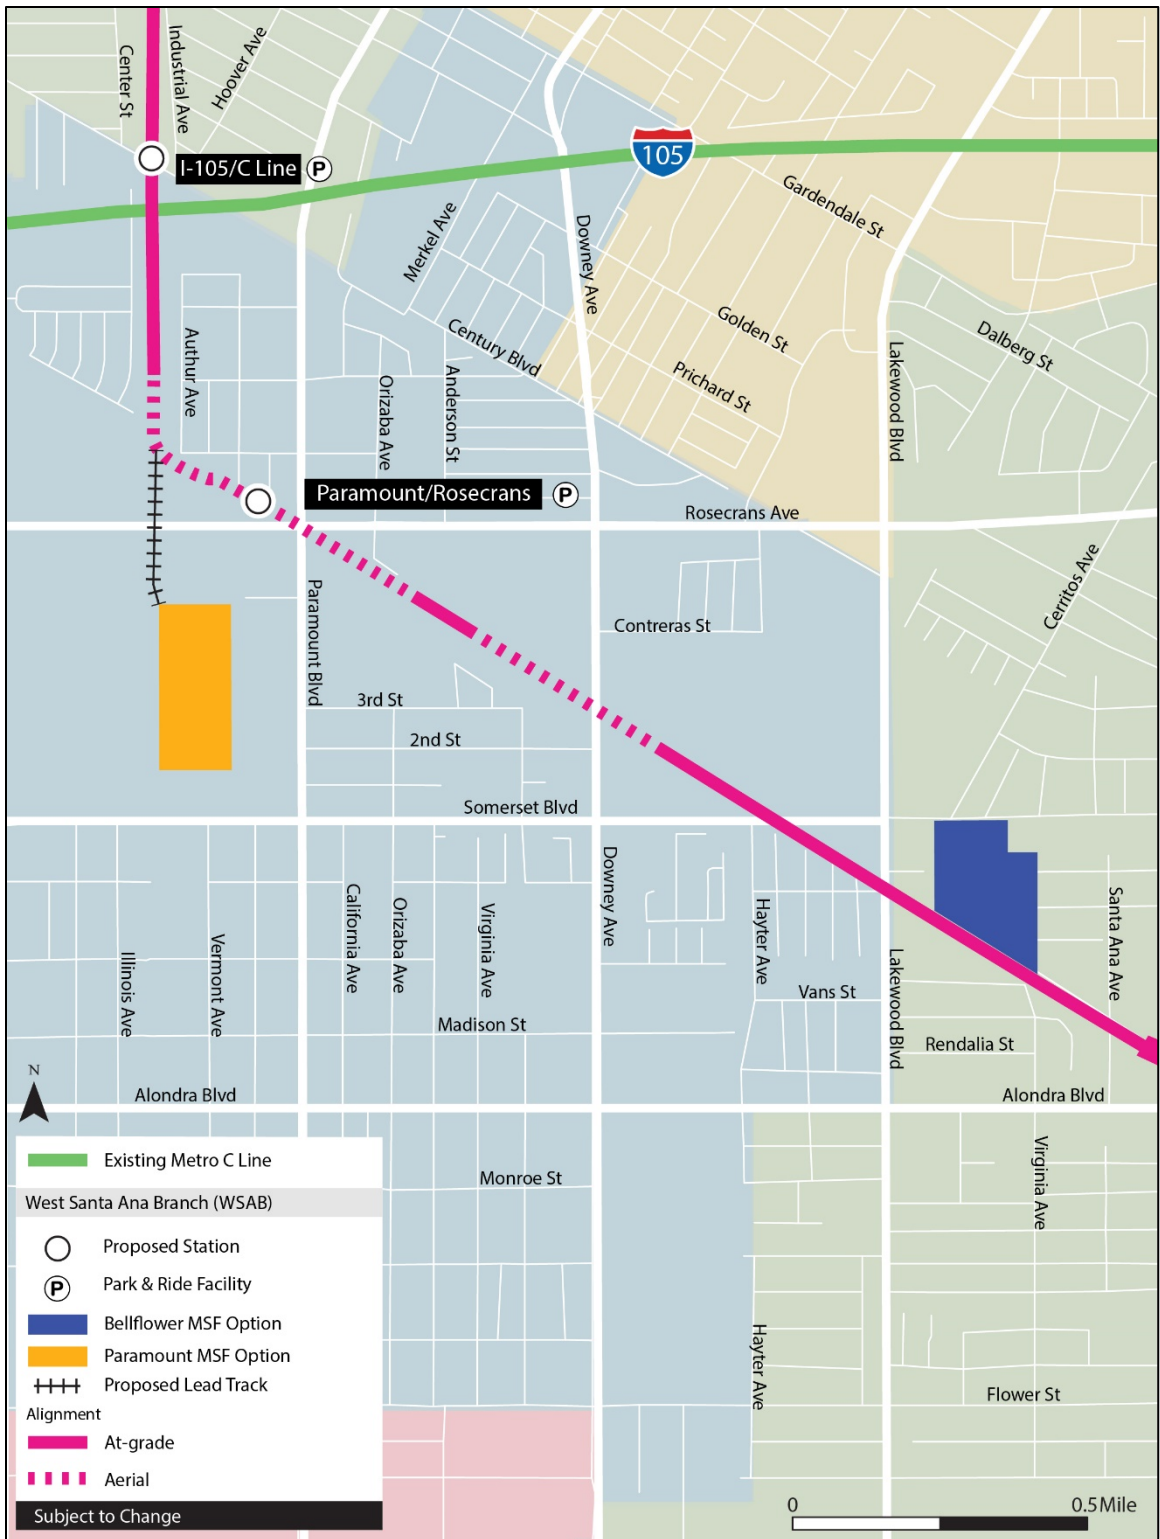 Center St
Industrial Ave
Hoover Ave
I-105/C Line
P
105
Gardendale St
Merkel Ave
Downey Ave
Century Blvd
Golden St
Dalberg St
Prichard St
Lakewood Blvd
Authur Ave
Orizaba Ave
Anderson St
Paramount/Rosecrans
P
Rosecrans Ave
Cerritos Ave
Paramount Blvd
Contreras St
3rd St
2nd St
Somerset Blvd
Downey Ave
California Ave
Orizaba Ave
Virginia Ave
Hayter Ave
Santa Ana Ave
Illinois Ave
Vermont Ave
Lakewood Blvd
Vans St
Madison St
Rendalia St
N
Alondra Blvd
Alondra Blvd
Monroe St
Virginia Ave
Hayter Ave
Flower St
Existing Metro C Line
West Santa Ana Branch (WSAB)
Proposed Station
P
Park & Ride Facility
Bellflower MSF Option
Paramount MSF Option
Proposed Lead Track
Alignment
At-grade
Aerial
Subject to Change
0 0.5Mile